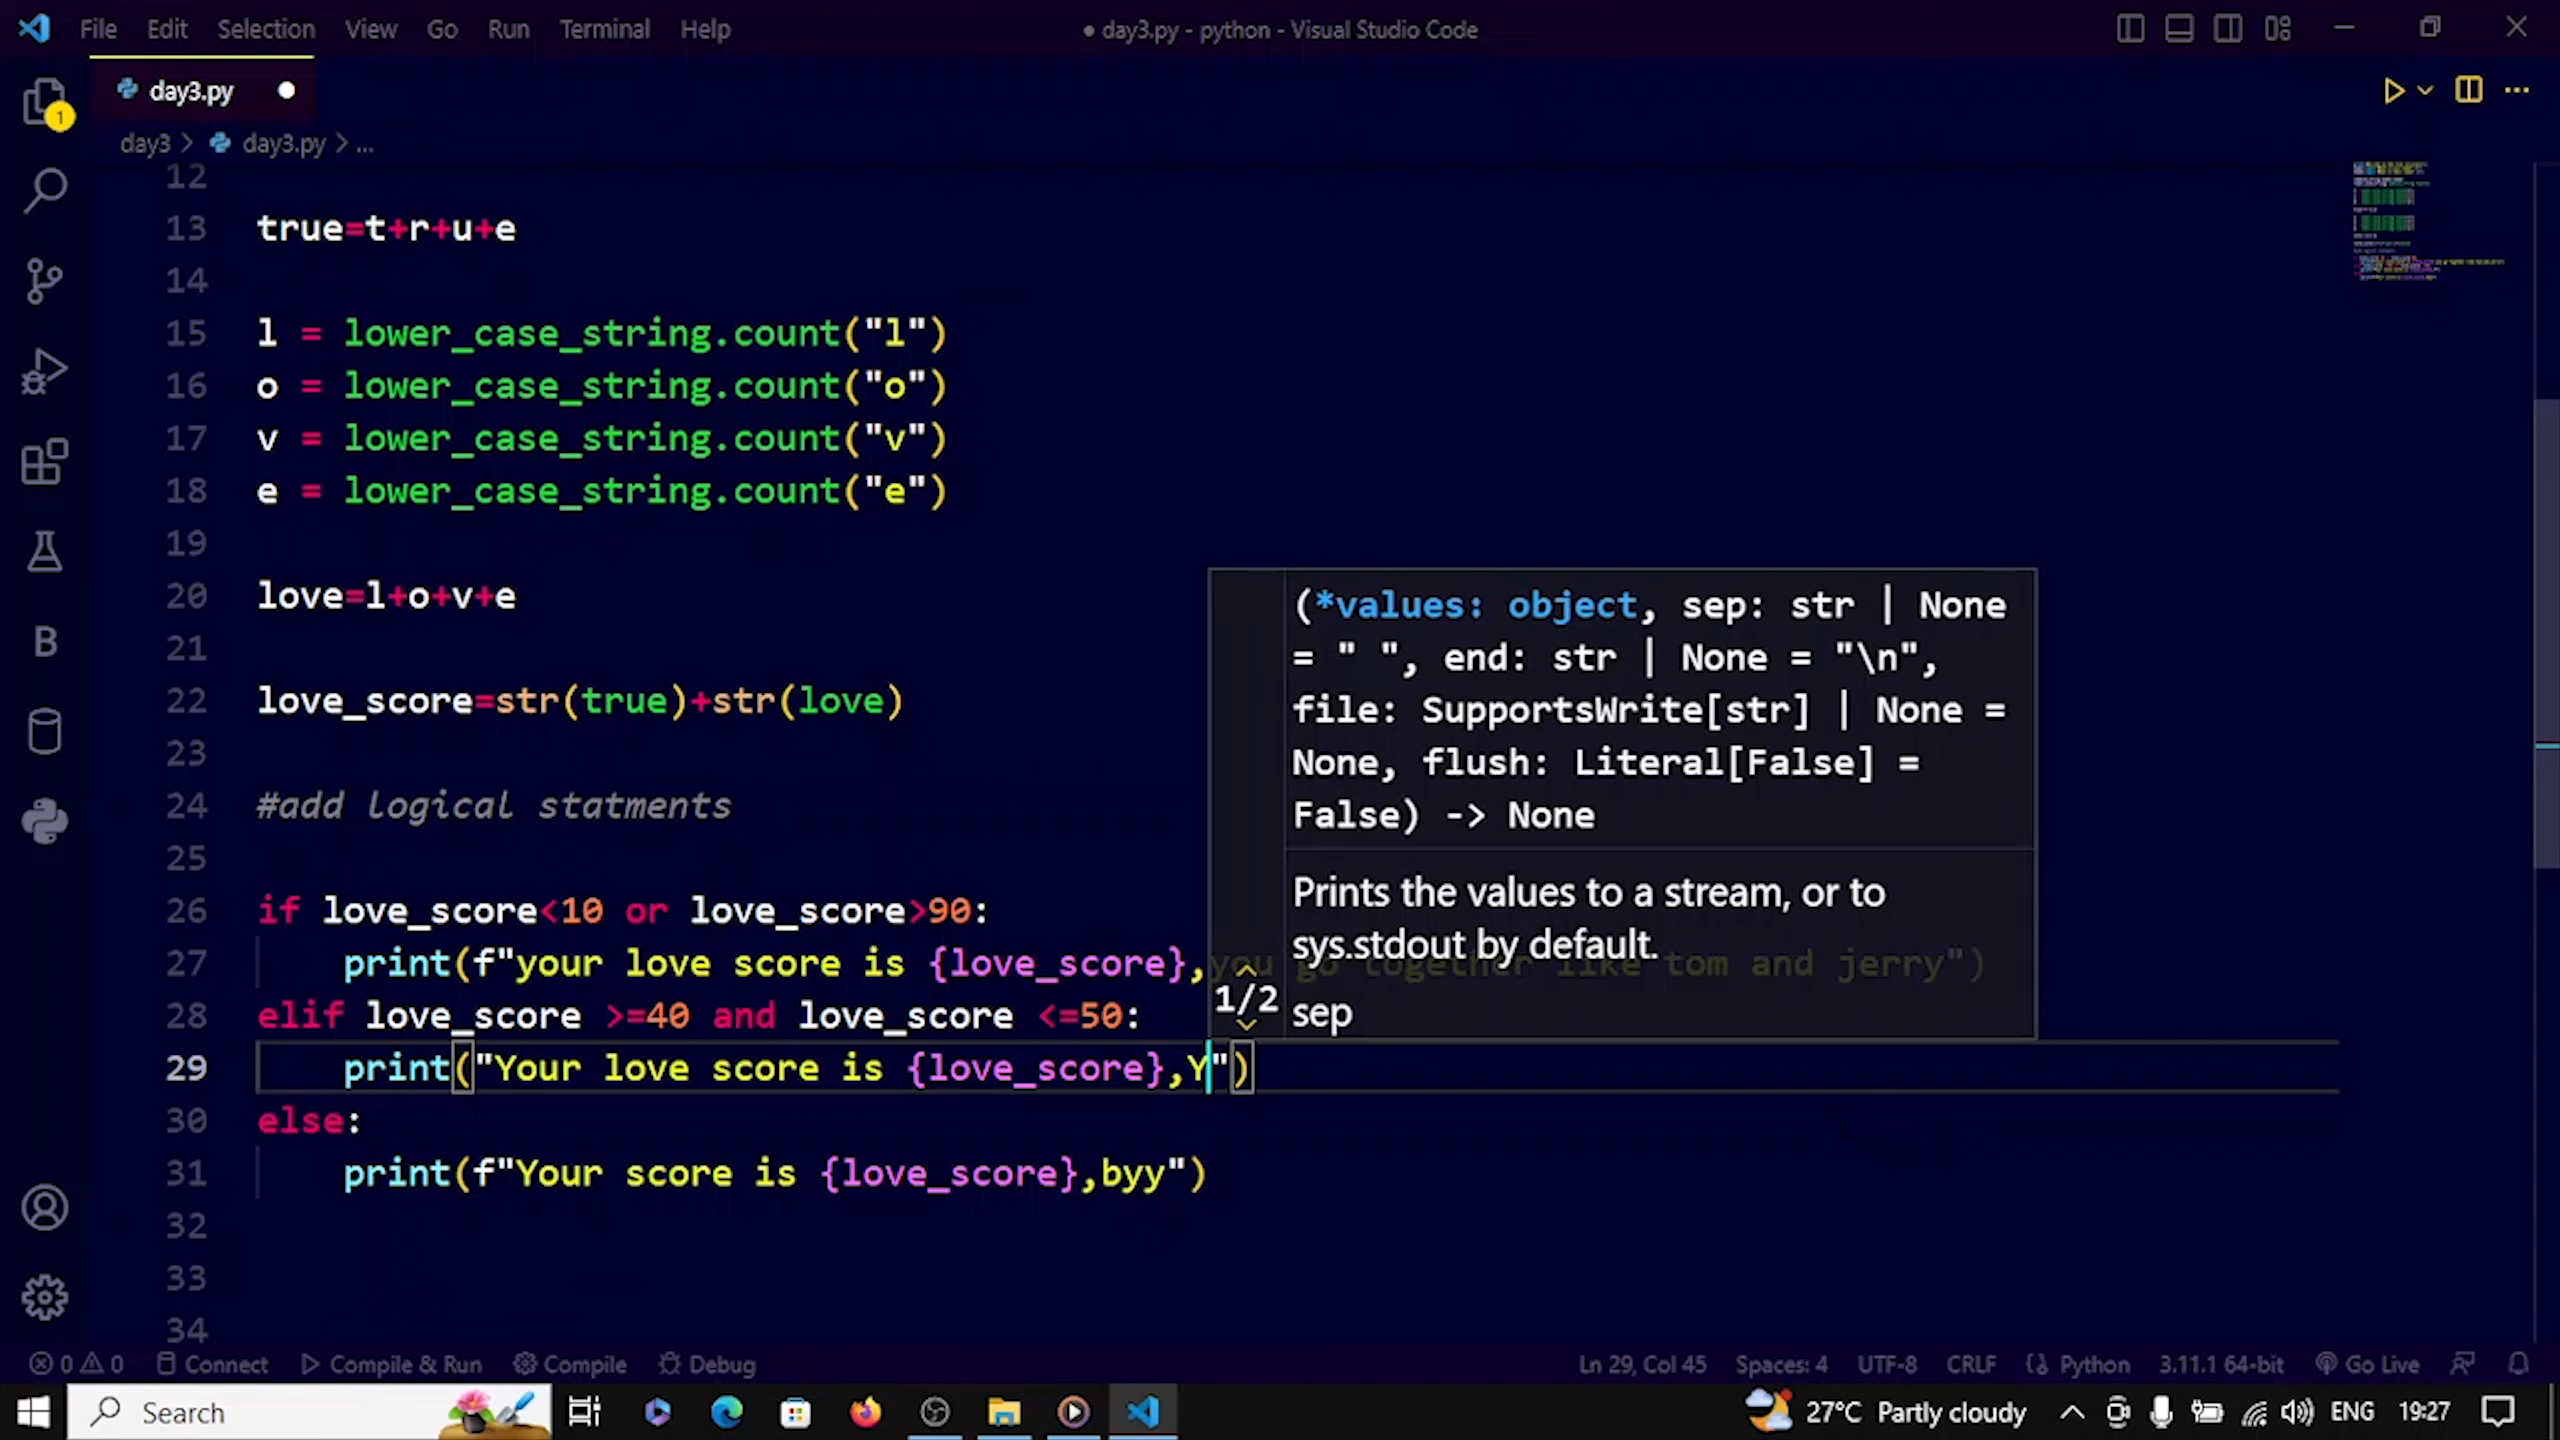 File Edit Selection View Go Run Terminal Help
● day3.py - python - Visual Studio Code
day3.py ●
1
day3 > day3.py > ...
12
13 true=t+r+u+e
14
15 l = lower_case_string.count("l")
16 o = lower_case_string.count("o")
17 v = lower_case_string.count("v")
18 e = lower_case_string.count("e")
19
20 love=l+o+v+e
21
22 love_score=str(true)+str(love)
23
24 #add logical statments
25
26 if love_score<10 or love_score>90:
27 print(f"your love score is {love_score},you go together like tom and jerry")
28 elif love_score >=40 and love_score <=50:
29 print("Your love score is {love_score},Y")
30 else:
31 print(f"Your score is {love_score},byy")
32
33
34
(*values: object, sep: str | None
= " ", end: str | None = "\n",
file: SupportsWrite[str] | None =
None, flush: Literal[False] =
False) -> None
Prints the values to a stream, or to
sys.stdout by default.
1/2
sep
B
0 0 Connect Compile & Run Compile Debug
Ln 29, Col 45 Spaces: 4 UTF-8 CRLF Python 3.11.1 64-bit Go Live
Search
27°C Partly cloudy ENG 19:27